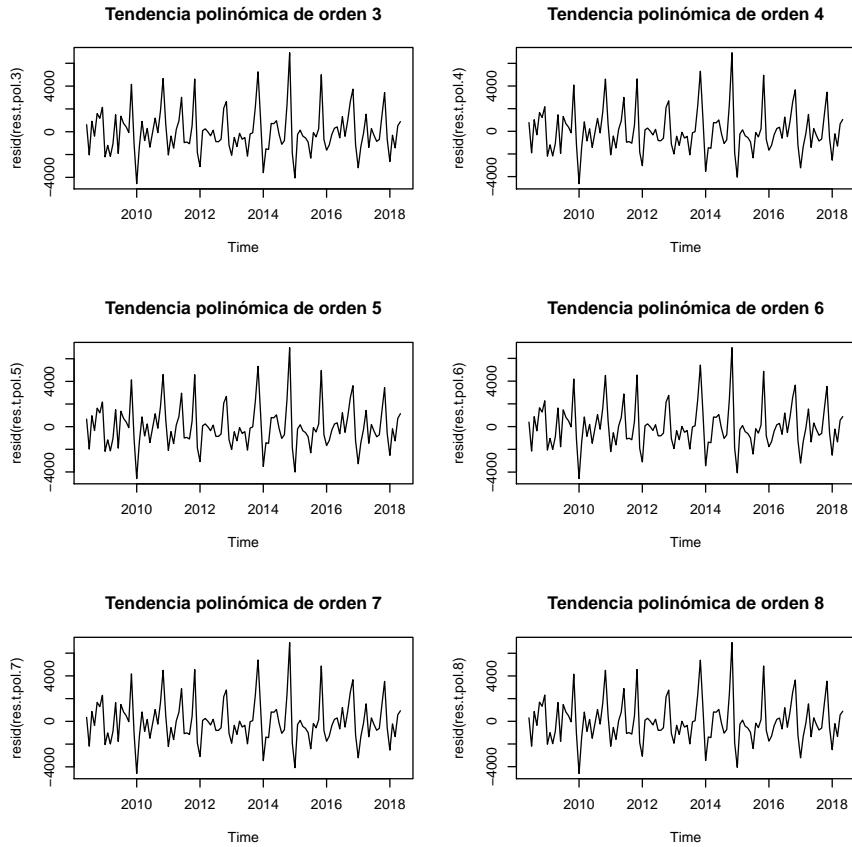 Tendencia polinómica de orden 3
resid(res.t.pol.3)
4000
0
−4000
2010 2012 2014 2016 2018
Time
Tendencia polinómica de orden 4
resid(res.t.pol.4)
4000
0
−4000
2010 2012 2014 2016 2018
Time
Tendencia polinómica de orden 5
resid(res.t.pol.5)
4000
0
−4000
2010 2012 2014 2016 2018
Time
Tendencia polinómica de orden 6
resid(res.t.pol.6)
4000
0
−4000
2010 2012 2014 2016 2018
Time
Tendencia polinómica de orden 7
resid(res.t.pol.7)
4000
0
−4000
2010 2012 2014 2016 2018
Time
Tendencia polinómica de orden 8
resid(res.t.pol.8)
4000
0
−4000
2010 2012 2014 2016 2018
Time